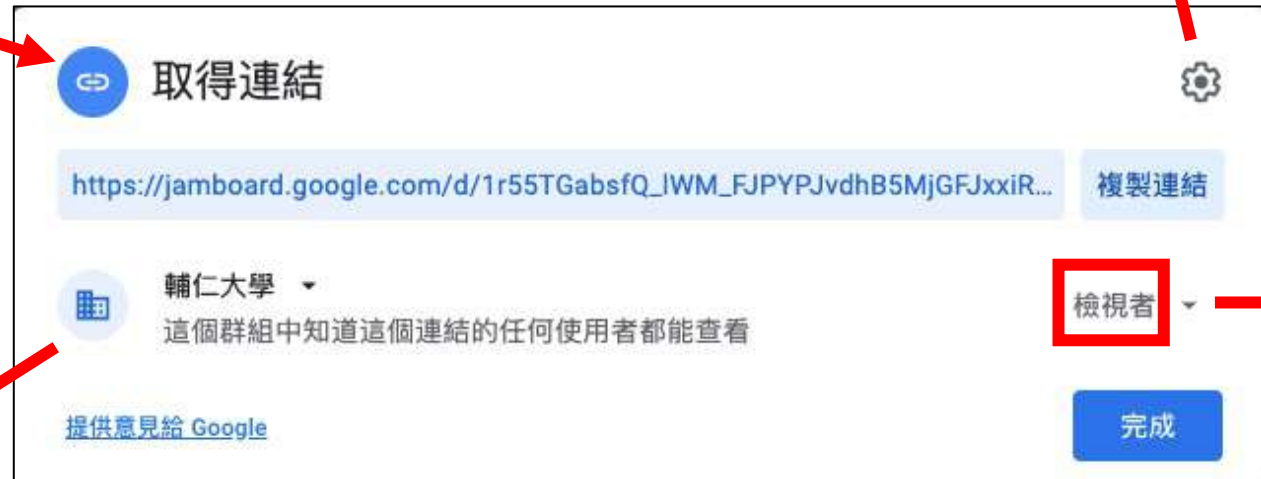 取得連結
https://jamboard.google.com/d/1r55TGabsfQ_lWM_FJPYPJvdhB5MjGFJxxiR...
複製連結
輔仁大學
這個群組中知道這個連結的任何使用者都能查看
檢視者
提供意見給 Google
完成